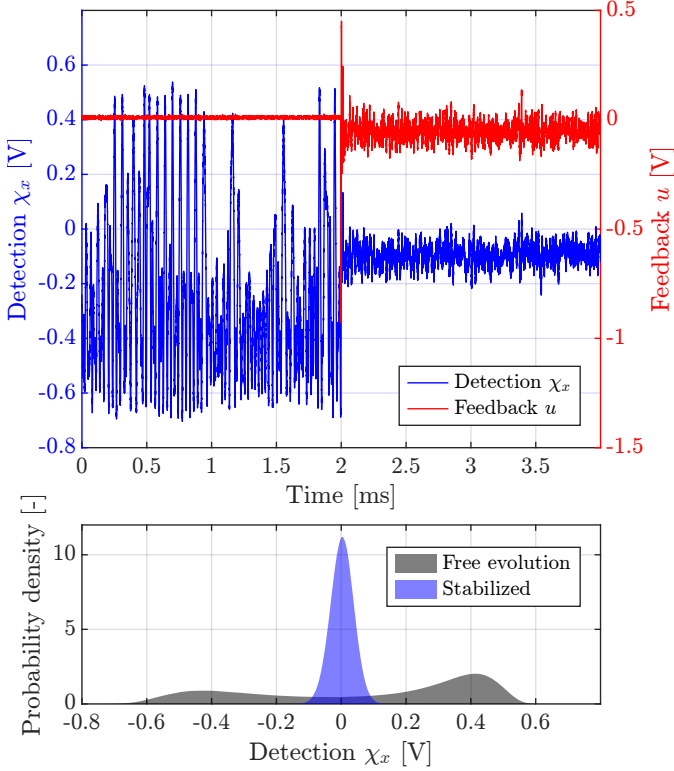 0.6
0.4
0.2
0
-0.2
-0.4
-0.6
-0.8
Detection χx [V]
0.5
0
-0.5
-1
-1.5
Feedback u [V]
Detection χx
Feedback u
0 0.5 1 1.5 2 2.5 3 3.5
Time [ms]
Probability density [-]
10
5
0
Free evolution
Stabilized
-0.8 -0.6 -0.4 -0.2 0 0.2 0.4 0.6
Detection χx [V]